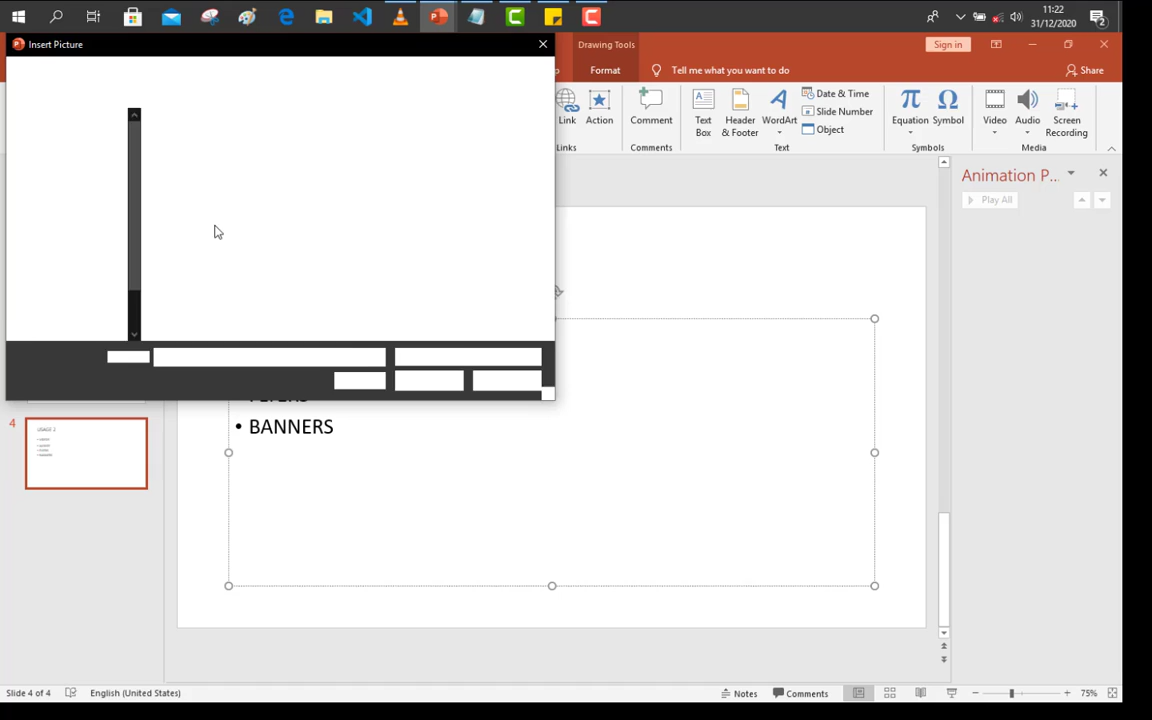 11:22
31/12/2020
2
Insert Picture
Drawing Tools
Sign in
Format
Tell me what you want to do
Share
Link
Action
Comment
Text
Box
Header
& Footer
WordArt
Date & Time
Slide Number
Object
Equation
Symbol
Video
Audio
Screen
Recording
Comments
Text
Symbols
Media
Animation P...
Play All
• BANNERS
4
USAGE 2
Slide 4 of 4
English (United States)
Notes
Comments
75%